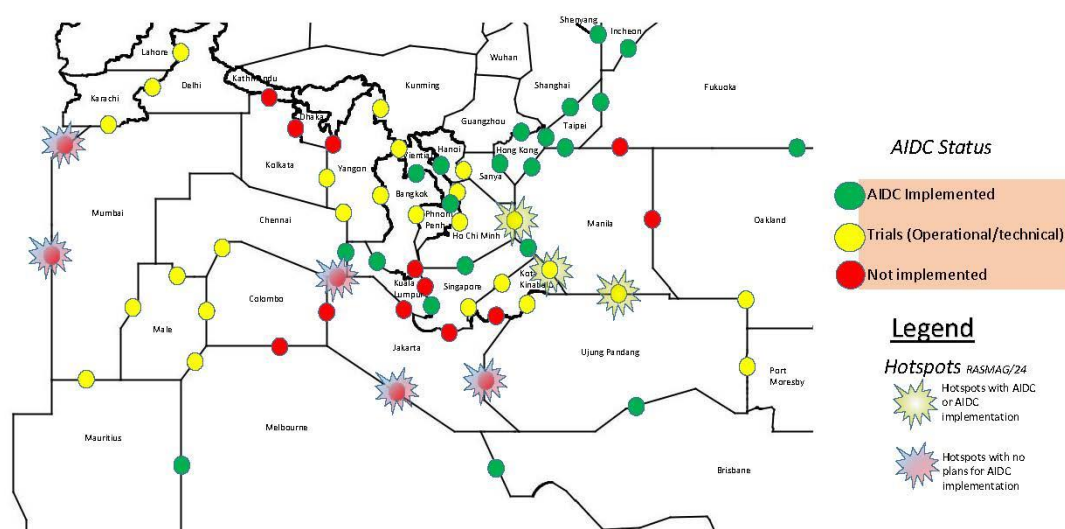 Shenyang
Incheon
Lahore
Wuhan
Delhi
Kathmandu
Kunming
Shanghai
Fukuoka
Karachi
Dhaka
Guangzhou
Taipei
Hanoi
Hong Kong
Kolkata
Yangon
Sanya
Bangkok
Mumbai
Chennai
Phnom
Penh
Ho Chi Minh
Manila
Oakland
Colombo
Kuala
Lumpur
Singapore
Kota
Kinabalu
Male
Jakarta
Ujung Pandang
Port
Moresby
Mauritius
Melbourne
Brisbane
AIDC Status
AIDC Implemented
Trials (Operational/technical)
Not implemented
Legend
Hotspots RASMAG/24
Hotspots with AIDC
or AIDC
implementation
Hotspots with no
plans for AIDC
implementation